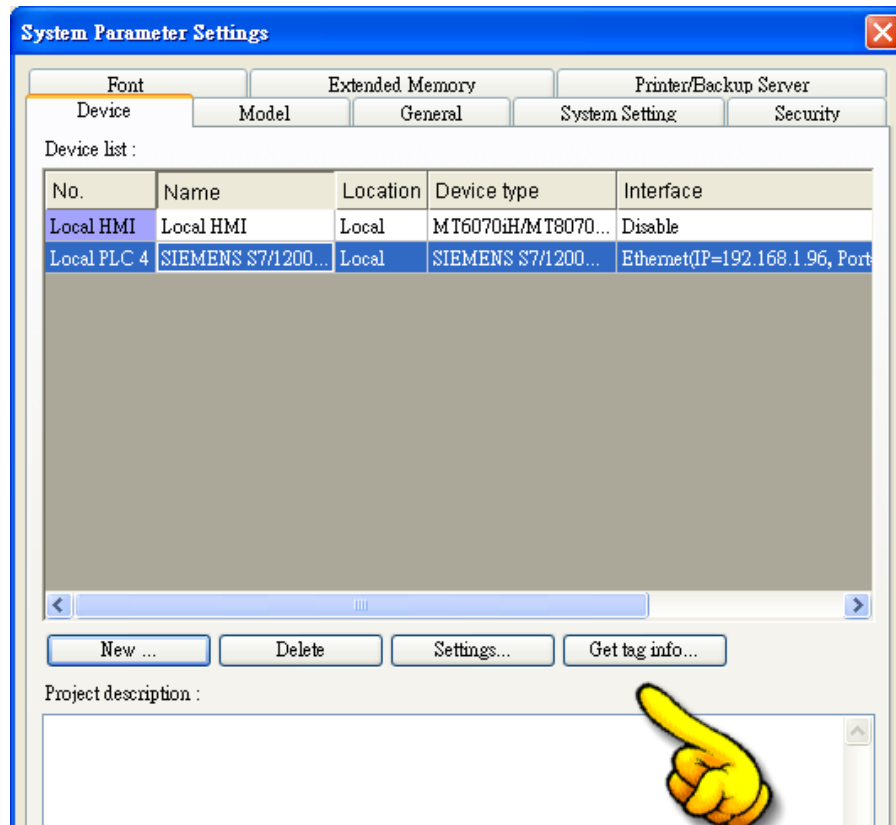 System Parameter Settings
Font Extended Memory Printer/Backup Server
Device Model General System Setting Security
Device list :
No. Name Location Device type Interface
Local HMI Local HMI Local MT6070iH/MT8070... Disable
Local PLC 4 SIEMENS S7/1200... Local SIEMENS S7/1200... Ethernet(IP=192.168.1.96, Port
New ... Delete Settings... Get tag info...
Project description :